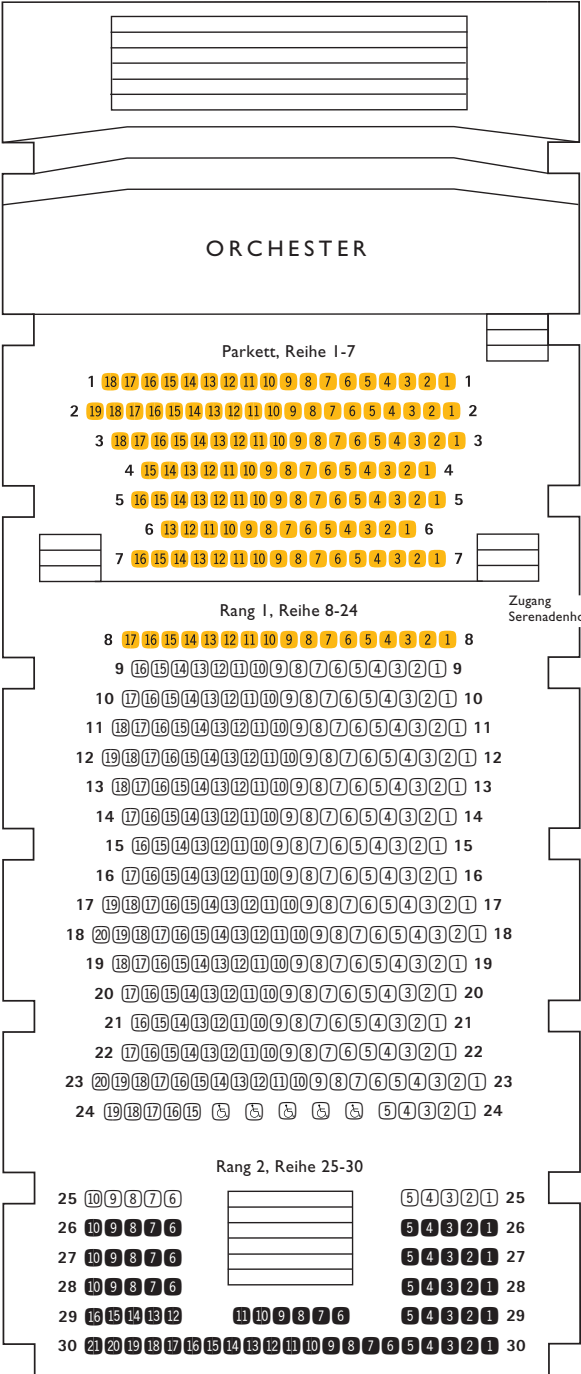 ORCHESTER
Parkett, Reihe 1-7
1 18 17 16 15 14 13 12 11 10 9 8 7 6 5 4 3 2 1 1
2 19 18 17 16 15 14 13 12 11 10 9 8 7 6 5 4 3 2 1 2
3 18 17 16 15 14 13 12 11 10 9 8 7 6 5 4 3 2 1 3
4 15 14 13 12 11 10 9 8 7 6 5 4 3 2 1 4
5 16 15 14 13 12 11 10 9 8 7 6 5 4 3 2 1 5
6 13 12 11 10 9 8 7 6 5 4 3 2 1 6
7 16 15 14 13 12 11 10 9 8 7 6 5 4 3 2 1 7
Zugang
Serenadenho
Rang 1, Reihe 8-24
8 17 16 15 14 13 12 11 10 9 8 7 6 5 4 3 2 1 8
9 16 15 14 13 12 11 10 9 8 7 6 5 4 3 2 1 9
10 17 16 15 14 13 12 11 10 9 8 7 6 5 4 3 2 1 10
11 18 17 16 15 14 13 12 11 10 9 8 7 6 5 4 3 2 1 11
12 19 18 17 16 15 14 13 12 11 10 9 8 7 6 5 4 3 2 1 12
13 18 17 16 15 14 13 12 11 10 9 8 7 6 5 4 3 2 1 13
14 17 16 15 14 13 12 11 10 9 8 7 6 5 4 3 2 1 14
15 16 15 14 13 12 11 10 9 8 7 6 5 4 3 2 1 15
16 17 16 15 14 13 12 11 10 9 8 7 6 5 4 3 2 1 16
17 19 18 17 16 15 14 13 12 11 10 9 8 7 6 5 4 3 2 1 17
18 20 19 18 17 16 15 14 13 12 11 10 9 8 7 6 5 4 3 2 1 18
19 18 17 16 15 14 13 12 11 10 9 8 7 6 5 4 3 2 1 19
20 17 16 15 14 13 12 11 10 9 8 7 6 5 4 3 2 1 20
21 16 15 14 13 12 11 10 9 8 7 6 5 4 3 2 1 21
22 17 16 15 14 13 12 11 10 9 8 7 6 5 4 3 2 1 22
23 20 19 18 17 16 15 14 13 12 11 10 9 8 7 6 5 4 3 2 1 23
24 19 18 17 16 15 5 4 3 2 1 24
Rang 2, Reihe 25-30
25 10 9 8 7 6 5 4 3 2 1 25
26 10 9 8 7 6 5 4 3 2 1 26
27 10 9 8 7 6 5 4 3 2 1 27
28 10 9 8 7 6 5 4 3 2 1 28
29 16 15 14 13 12 11 10 9 8 7 6 5 4 3 2 1 29
30 21 20 19 18 17 16 15 14 13 12 11 10 9 8 7 6 5 4 3 2 1 30